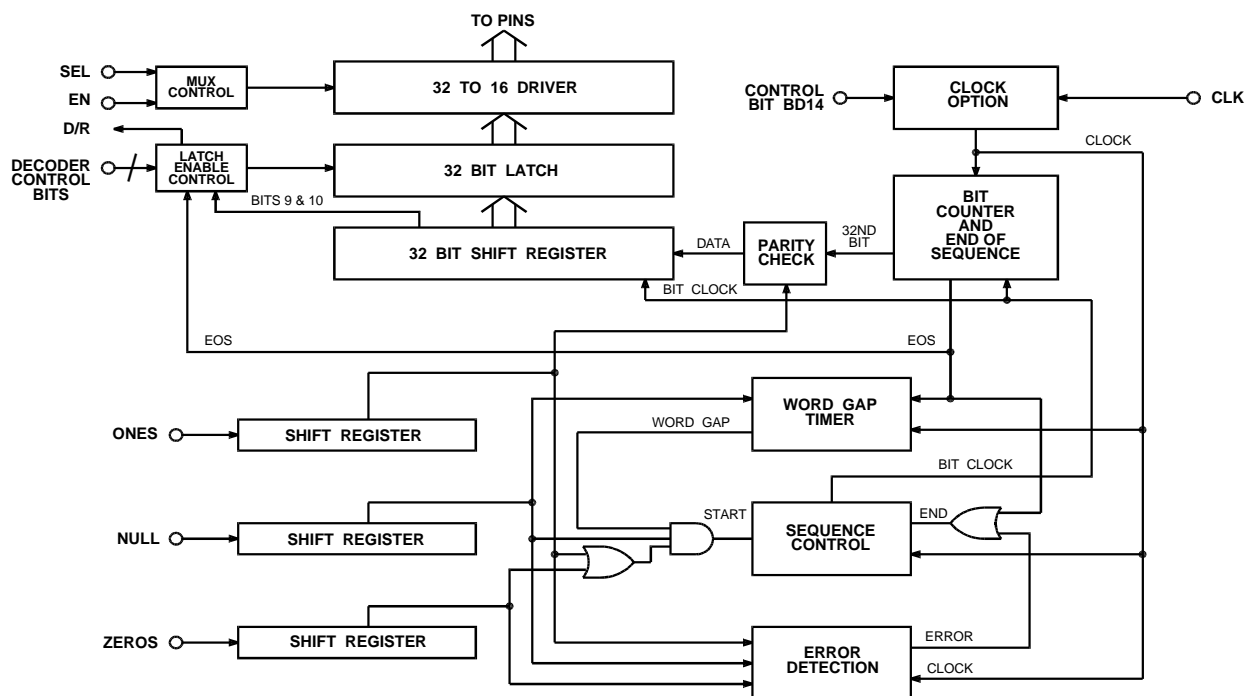 TO PINS
SEL
MUX
CONTROL
32 TO 16 DRIVER
EN
CONTROL
BIT BD14
CLOCK
OPTION
CLK
D/R
DECODER
CONTROL
BITS
LATCH
ENABLE
CONTROL
32 BIT LATCH
CLOCK
BITS 9 & 10
BIT
COUNTER
AND
END OF
SEQUENCE
32 BIT SHIFT REGISTER
DATA
PARITY
CHECK
32ND
BIT
BIT CLOCK
EOS
EOS
WORD GAP
TIMER
ONES
SHIFT REGISTER
WORD GAP
BIT CLOCK
START
SEQUENCE
CONTROL
END
NULL
SHIFT REGISTER
ZEROS
SHIFT REGISTER
ERROR
DETECTION
ERROR
CLOCK